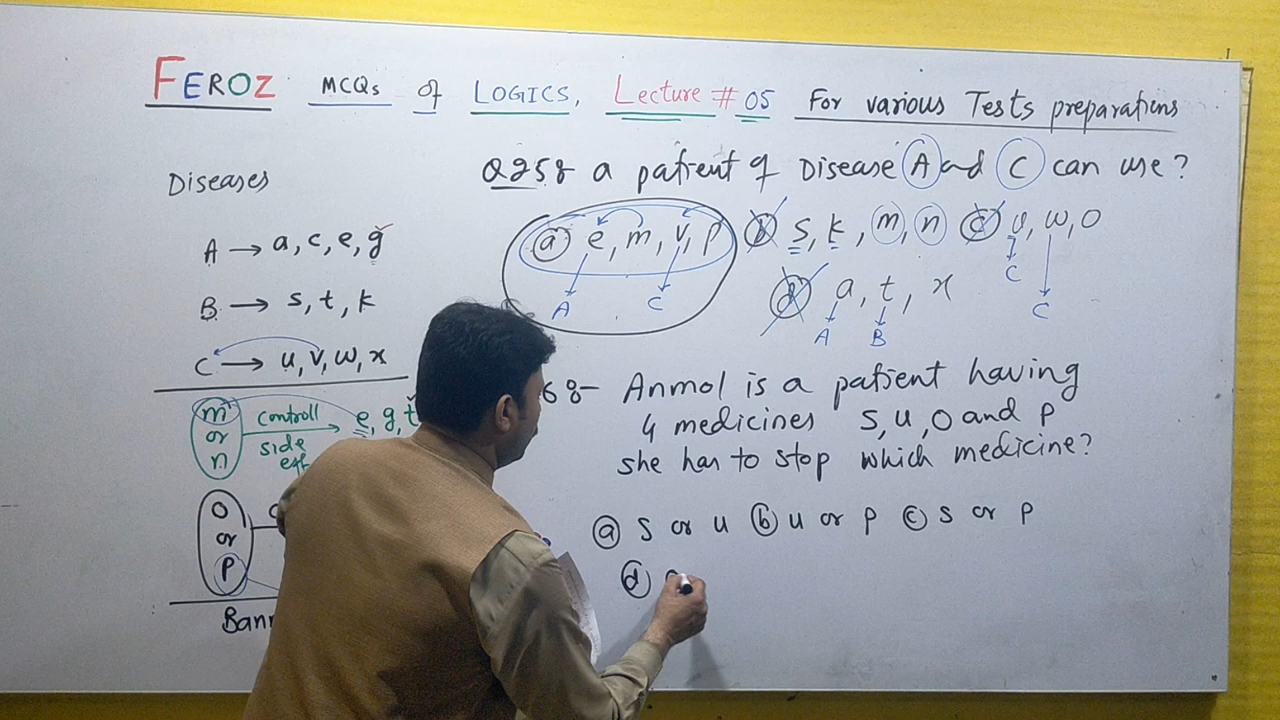 FEROZ MCQs of LOGICS, Lecture # 05 For various Tests preparations
Diseases
A → a, c, e, g
B → s, t, k
C → u, v, w, x
m or n controll side → e, g, t
O or P
Q25:- a patient of Disease A and C can use?
(a) e, m, v, p (b) s, k, m, n (c) v, w, o
A C C C
(d) a, t, x
A B
6:- Anmol is a patient having
4 medicines S, U, O and P
she has to stop which medicine?
(a) S or U (b) U or P (c) S or P
(d)